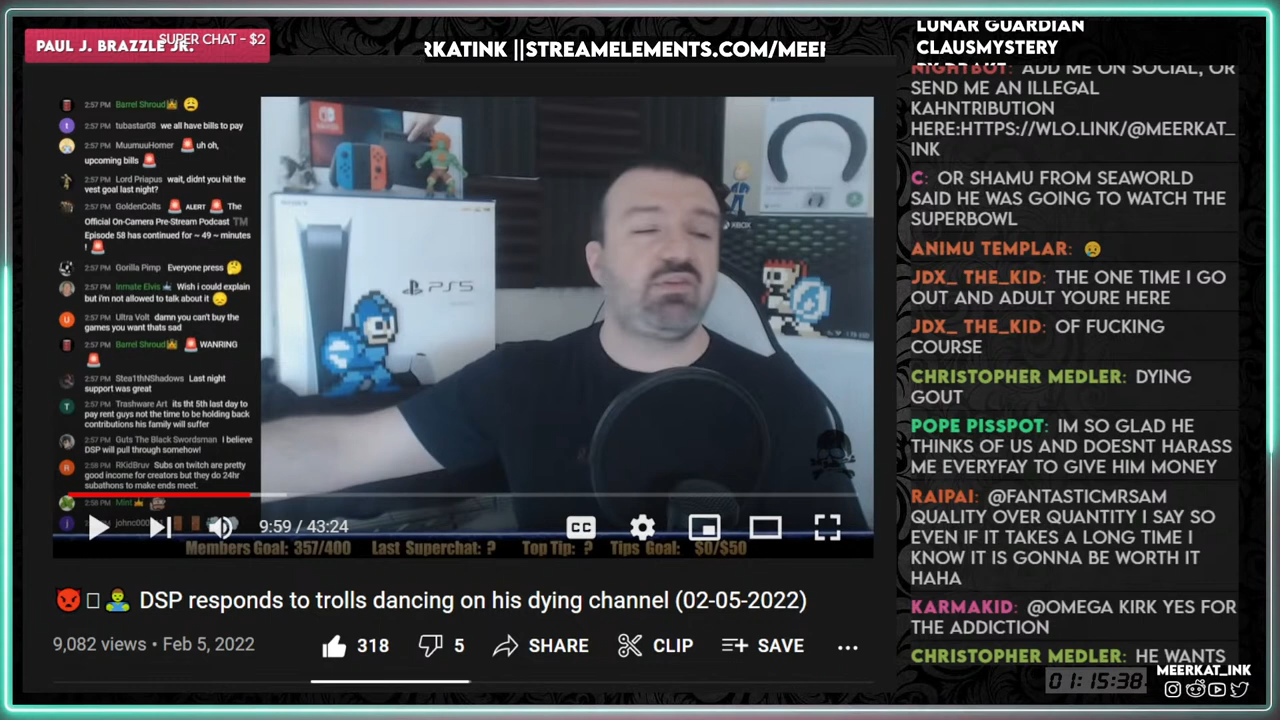 PAUL J. BRAZZLE JR.
SUPER CHAT - $2
RKATINK ||STREAMELEMENTS.COM/MEEI
LUNAR GUARDIAN
CLAUSMYSTERY
2:57 PM Barrel Shroud
2:57 PM tubastar08 we all have bills to pay
2:57 PM MuumuuHomer 🚨 uh oh,
upcoming bills 🚨
2:57 PM Lord Priapus wait, didnt you hit the
vest goal last night?
2:57 PM GoldenColts 🚨 ALERT 🚨 The
Official On-Camera Pre-Stream Podcast TM
Episode 58 has continued for ~ 49 ~ minutes
! 🚨
2:57 PM Gorilla Pimp Everyone press 🤔
2:57 PM Inmate Elvis Wish i could explain
but i'm not allowed to talk about it 😞
2:57 PM Ultra Volt damn you can't buy the
games you want thats sad
2:57 PM Barrel Shroud 🚨 WANRING
🚨
2:57 PM Stea1thNShadows Last night
support was great
2:57 PM Trashware Art its tht 5th last day to
pay rent guys not the time to be holding back
contributions his family will suffer
2:57 PM Guts The Black Swordsman I believe
DSP will pull through somehow!
2:58 PM RKidBruv Subs on twitch are pretty
good income for creators but they do 24hr
subathons to make ends meet.
2:58 PM Mint
johnc000
SONY
PS5
XBOX
9:59 / 43:24
CC
Members Goal: 357/400 Last Superchat: ? Top Tip: ? Tips Goal: $0/$50
DSP responds to trolls dancing on his dying channel (02-05-2022)
9,082 views • Feb 5, 2022
318
5
SHARE
CLIP
SAVE
NIGHTBOT: ADD ME ON SOCIAL, OR
SEND ME AN ILLEGAL
KAHNTRIBUTION
HERE:HTTPS://WLO.LINK/@MEERKAT_
INK
C: OR SHAMU FROM SEAWORLD
SAID HE WAS GOING TO WATCH THE
SUPERBOWL
ANIMU TEMPLAR: 😥
JDX_ THE_KID: THE ONE TIME I GO
OUT AND ADULT YOURE HERE
JDX_ THE_KID: OF FUCKING
COURSE
CHRISTOPHER MEDLER: DYING
GOUT
POPE PISSPOT: IM SO GLAD HE
THINKS OF US AND DOESNT HARASS
ME EVERYFAY TO GIVE HIM MONEY
RAIPAI: @FANTASTICMRSAM
QUALITY OVER QUANTITY I SAY SO
EVEN IF IT TAKES A LONG TIME I
KNOW IT IS GONNA BE WORTH IT
HAHA
KARMAKID: @OMEGA KIRK YES FOR
THE ADDICTION
CHRISTOPHER MEDLER: HE WANTS
01:15:38
MEERKAT_INK